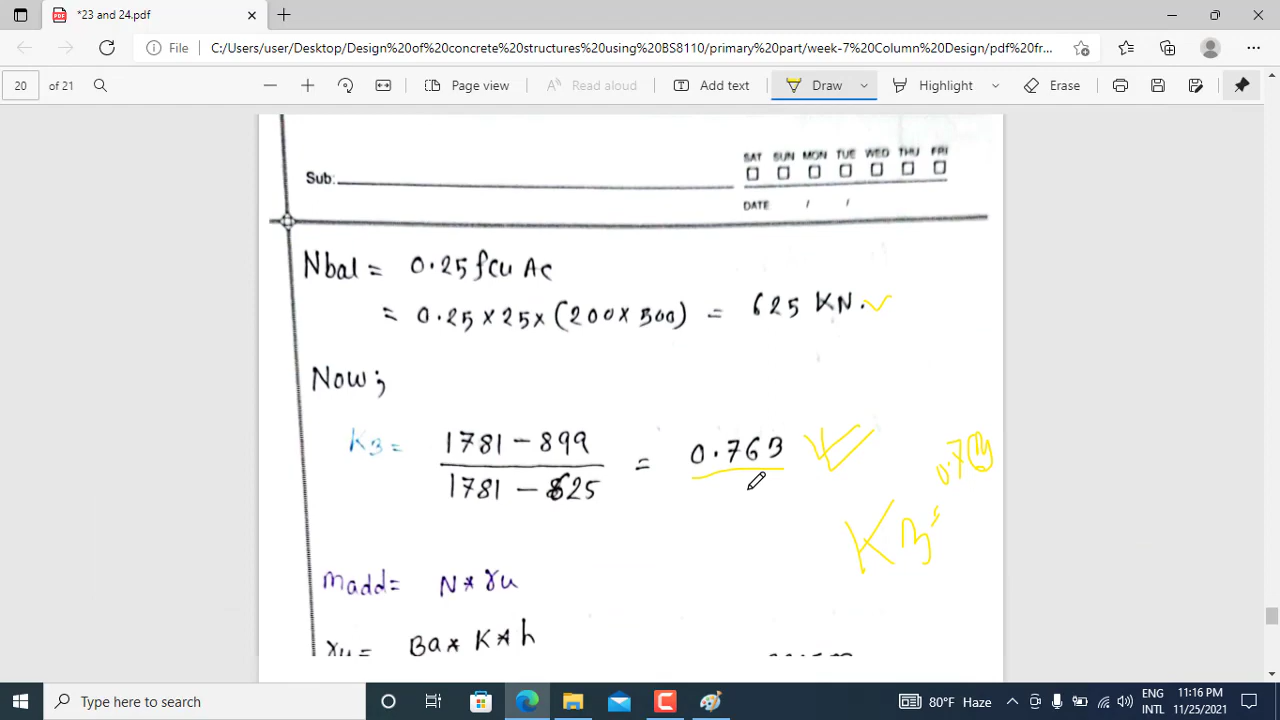 *23 and 24.pdf
File C:/Users/user/Desktop/Design%20of%20concrete%20structures%20using%20BS8110/primary%20part/week-7%20Column%20Design/pdf%20fr...
20 of 21 Page view Read aloud Add text Draw Highlight Erase
SAT SUN MON TUE WED THU FRI
Sub:
DATE / /
Nbal = 0.25 fcu Ac
= 0.25 × 25 × (200 × 500) = 625 KN.
Now;
K3 = 1781 - 899
1781 - 625
= 0.763
K3 =
madd = N * γu
γu = Ba * K * h
Type here to search
80°F Haze
ENG
INTL
11:16 PM
11/25/2021